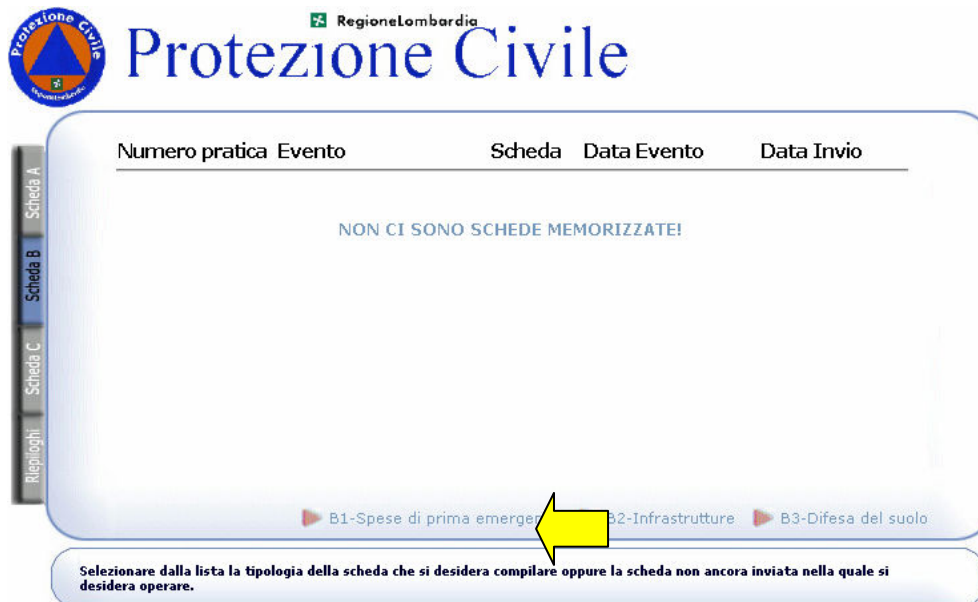 Protezione Civile
RegioneLombardia
RegioneLombardia
Protezione Civile
Numero pratica Evento Scheda Data Evento Data Invio
Scheda A
Scheda B
Scheda C
Riepiloghi
NON CI SONO SCHEDE MEMORIZZATE!
B1-Spese di prima B2-Infrastrutture B3-Difesa del suolo
Selezionare dalla lista la tipologia della scheda che si desidera compilare oppure la scheda non ancora inviata nella quale si
desidera operare.